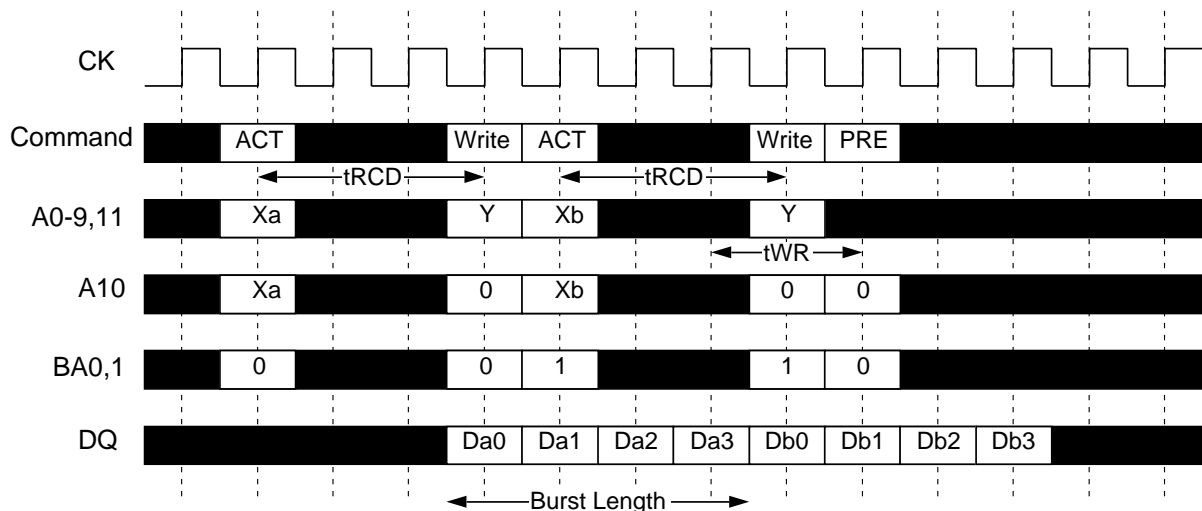 CK
Command ACT Write ACT Write PRE
tRCD tRCD
A0-9,11 Xa Y Xb Y
tWR
A10 Xa 0 Xb 0 0
BA0,1 0 0 1 1 0
DQ Da0 Da1 Da2 Da3 Db0 Db1 Db2 Db3
Burst Length